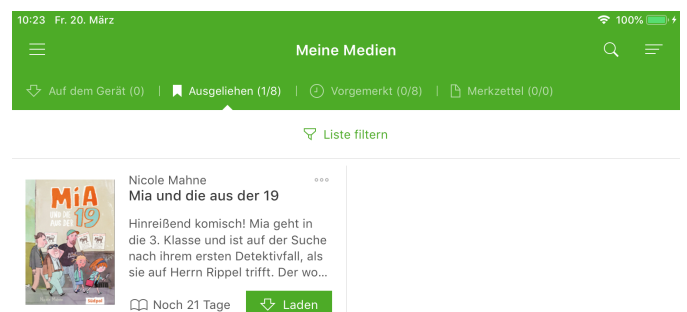 10:23 Fr. 20. März
100%
Meine Medien
Auf dem Gerät (0) | Ausgeliehen (1/8) | Vorgemerkt (0/8) | Merkzettel (0/0)
Liste filtern
Nicole Mahne
Mia und die aus der 19
Hinreißend komisch! Mia geht in
die 3. Klasse und ist auf der Suche
nach ihrem ersten Detektivfall, als
sie auf Herrn Rippel trifft. Der wo...
Noch 21 Tage
Laden
MiA
UND DIE
AUS DER 19
südpol